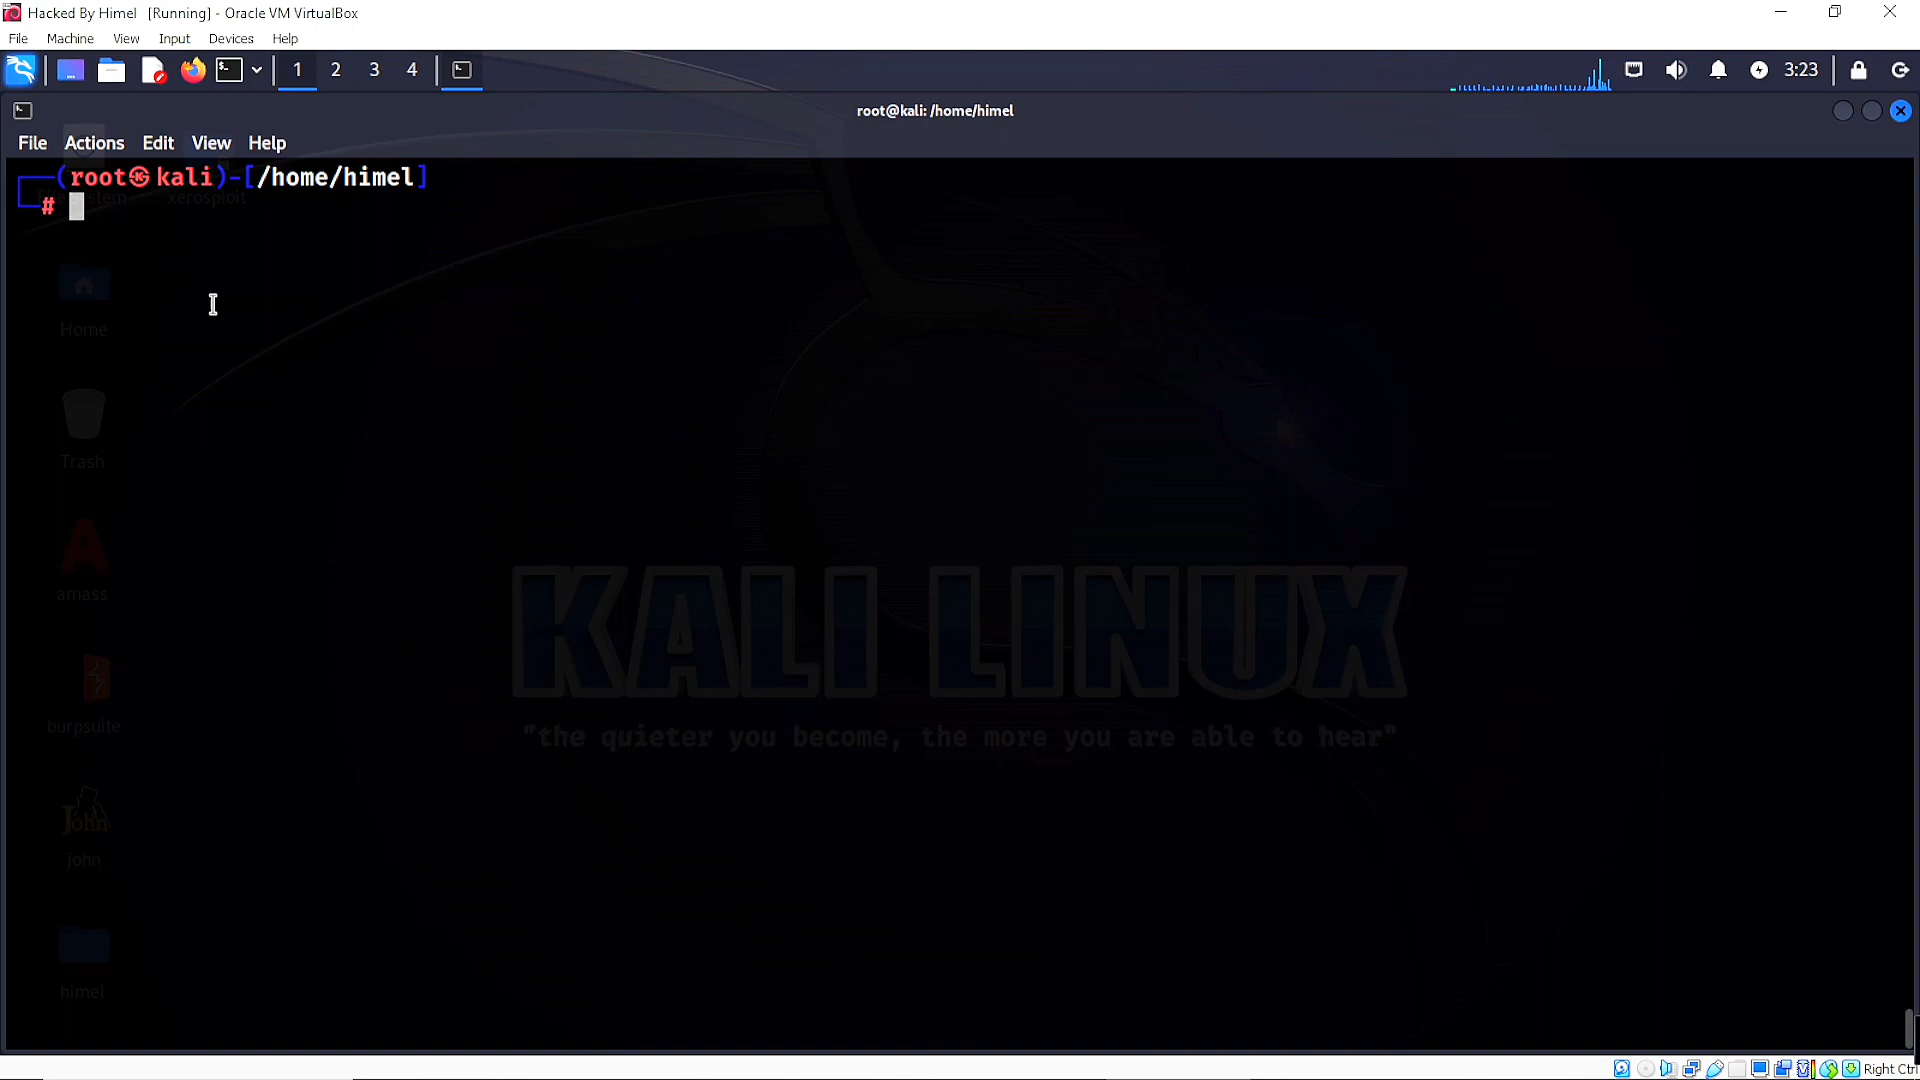 Hacked By Himel [Running] - Oracle VM VirtualBox
File Machine View Input Devices Help
1 2 3 4 3:23
root@kali: /home/himel
File Actions Edit View Help
(root㉿kali)-[/home/himel]
#
xerosploit
Home
Trash
amass
KALI LINUX
"the quieter you become, the more you are able to hear"
burpsuite
John
john
himel
Right Ctrl